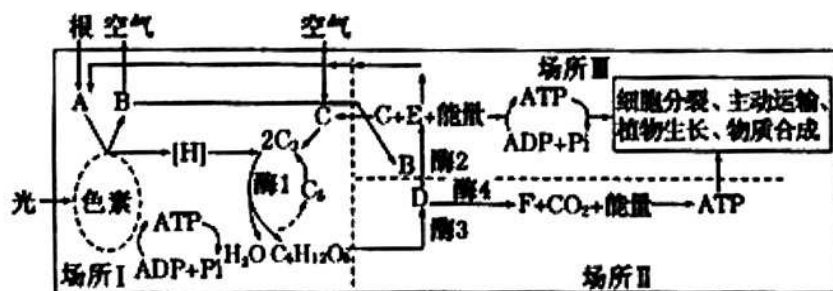 根 空气 空气
场所Ⅲ
A B C C+E+能量 ATP ADP+Pi 细胞分裂、主动运输、
植物生长、物质合成
[H] 2C₃ B 酶2
光 色素 酶1 C₅ D 酶4 F+CO₂+能量 ATP
ATP 酶3
ADP+Pi H₂O C₆H₁₂O₆
场所Ⅰ 场所Ⅱ